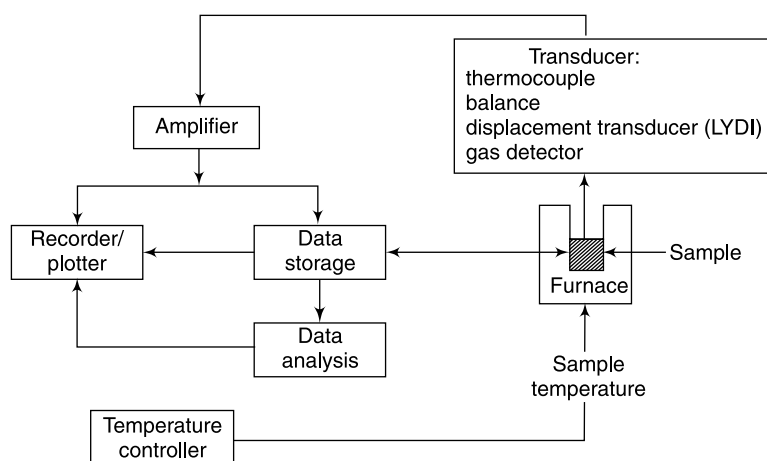 Transducer:
thermocouple
balance
displacement transducer (LYDI)
gas detector
Amplifier
Recorder/
plotter
Data
storage
Sample
Furnace
Data
analysis
Sample
temperature
Temperature
controller